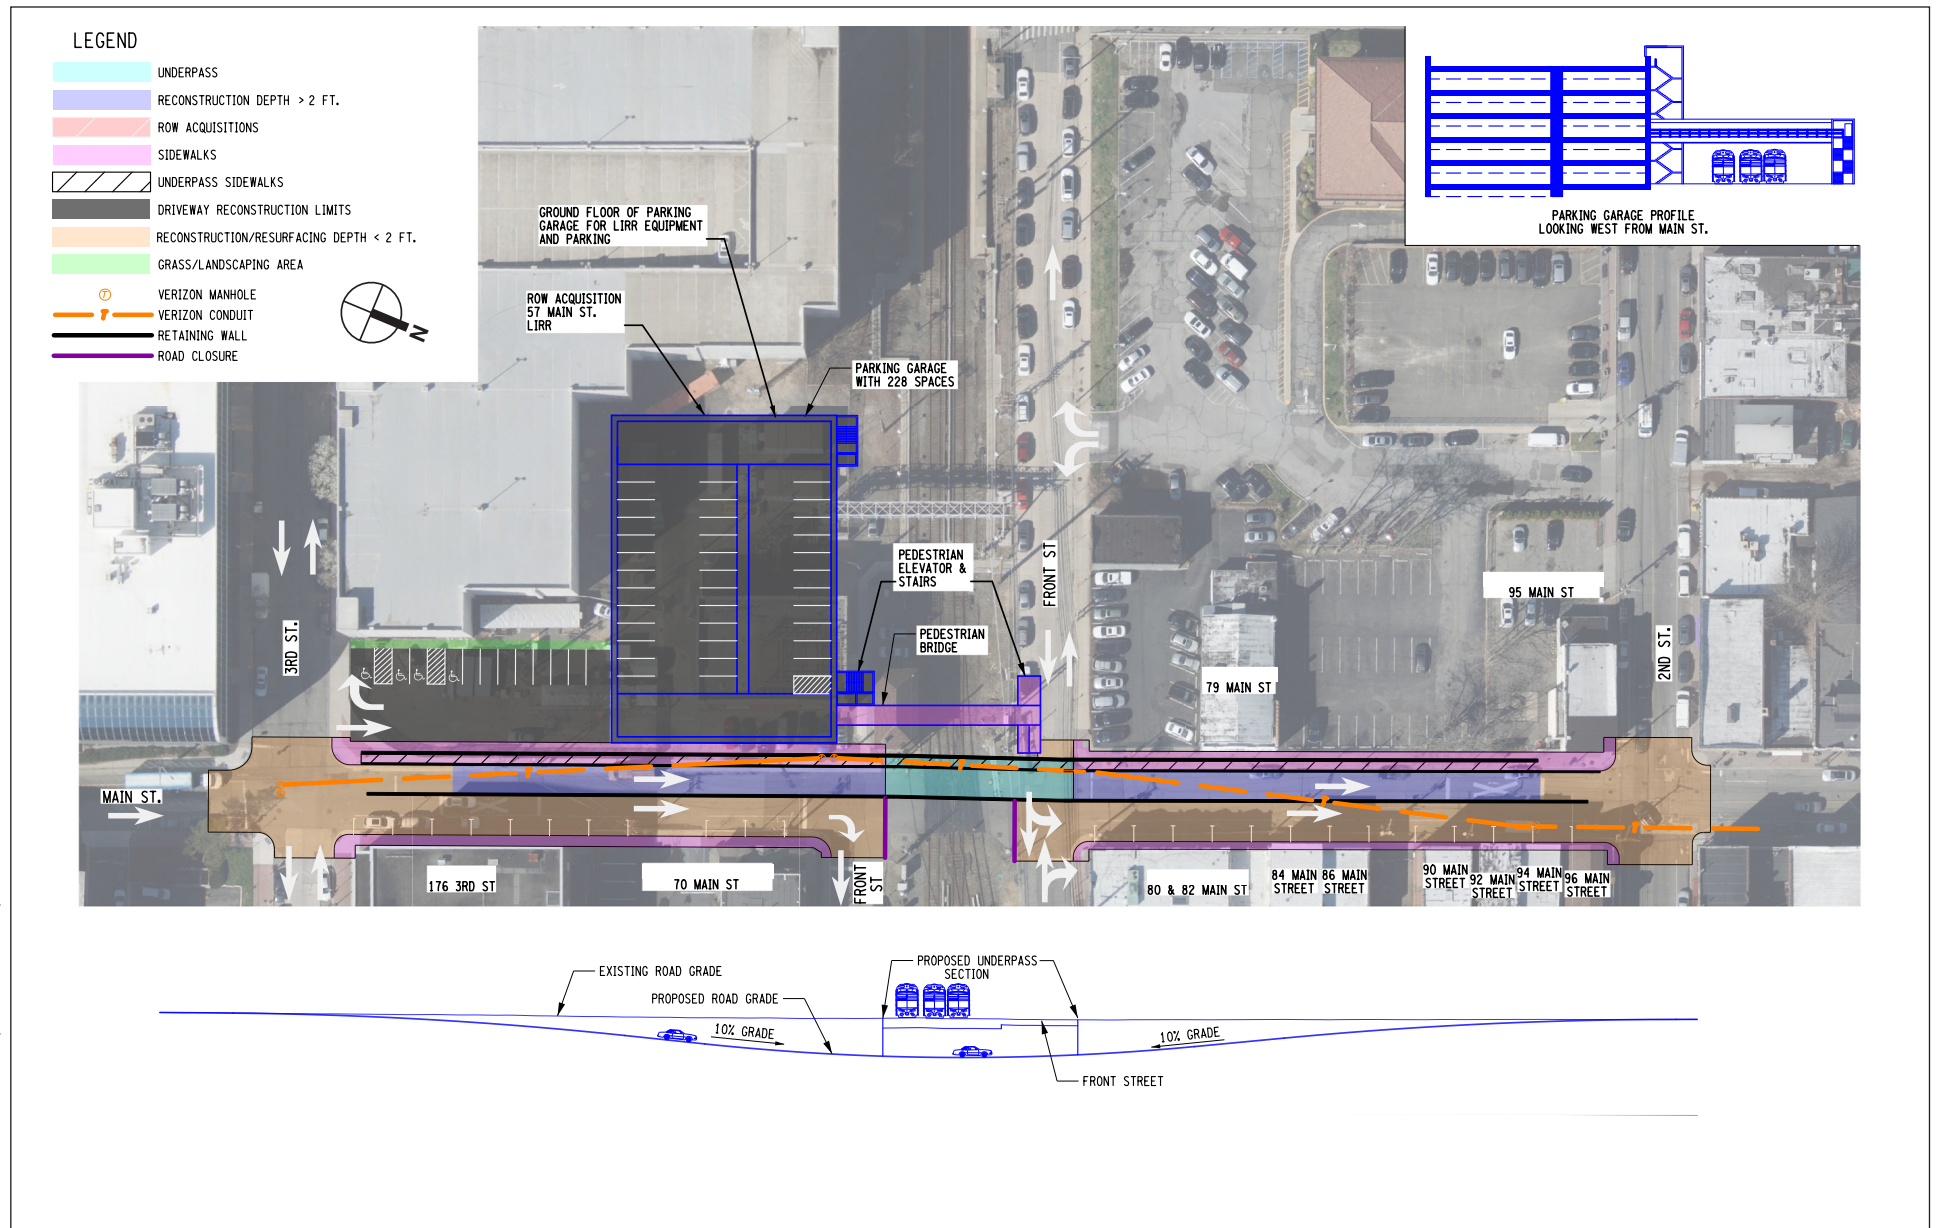 LEGEND
UNDERPASS
RECONSTRUCTION DEPTH > 2 FT.
ROW ACQUISITIONS
SIDEWALKS
UNDERPASS SIDEWALKS
DRIVEWAY RECONSTRUCTION LIMITS
RECONSTRUCTION/RESURFACING DEPTH < 2 FT.
GRASS/LANDSCAPING AREA
T
VERIZON MANHOLE
VERIZON CONDUIT
RETAINING WALL
ROAD CLOSURE
N
PARKING GARAGE PROFILE
LOOKING WEST FROM MAIN ST.
GROUND FLOOR OF PARKING
GARAGE FOR LIRR EQUIPMENT
AND PARKING
ROW ACQUISITION
57 MAIN ST.
LIRR
PARKING GARAGE
WITH 228 SPACES
PEDESTRIAN
ELEVATOR &
STAIRS
PEDESTRIAN
BRIDGE
FRONT ST
3RD ST.
2ND ST.
95 MAIN ST
79 MAIN ST
MAIN ST.
176 3RD ST
70 MAIN ST
FRONT
ST
80 & 82 MAIN ST
84 MAIN
STREET
86 MAIN
STREET
90 MAIN
STREET
92 MAIN
STREET
94 MAIN
STREET
96 MAIN
STREET
EXISTING ROAD GRADE
PROPOSED ROAD GRADE
10% GRADE
PROPOSED UNDERPASS
SECTION
10% GRADE
FRONT STREET